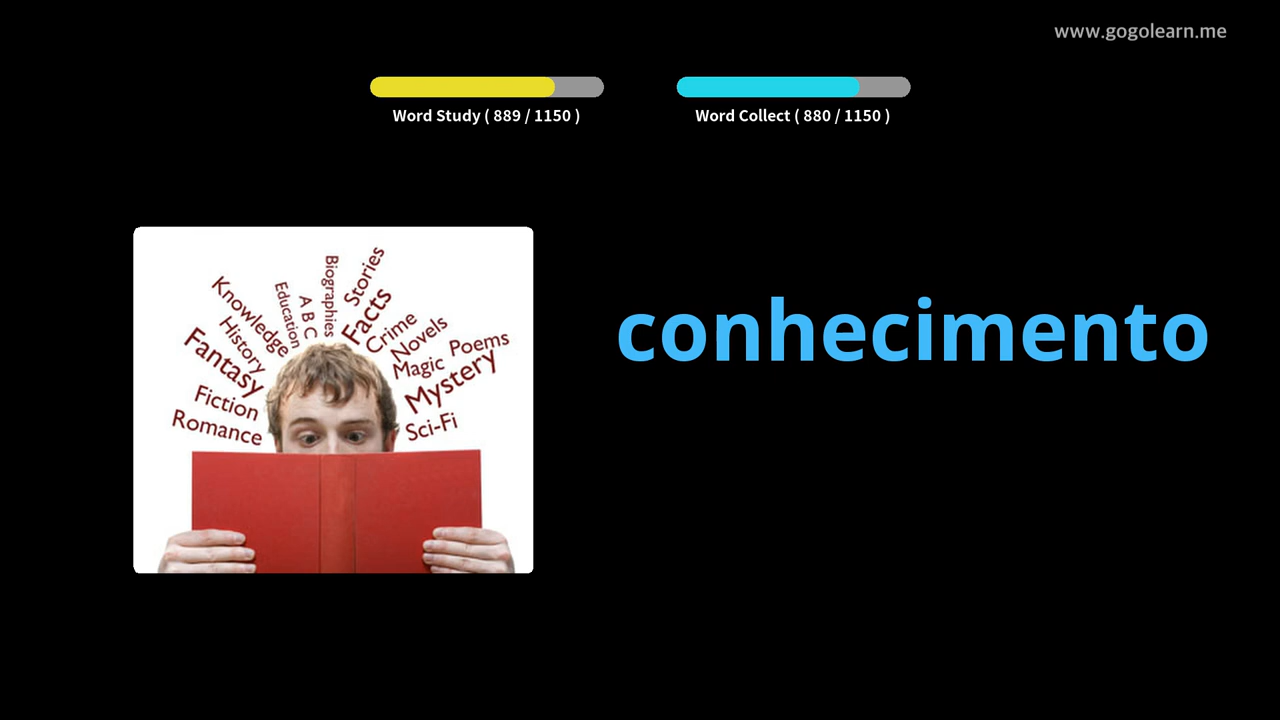 www.gogolearn.me
Word Study ( 889 / 1150 )
Word Collect ( 880 / 1150 )
conhecimento
Romance
Fiction
Fantasy
History
Knowledge
Education
A B C
Biographies
Stories
Facts
Crime
Novels
Magic
Poems
Mystery
Sci-Fi